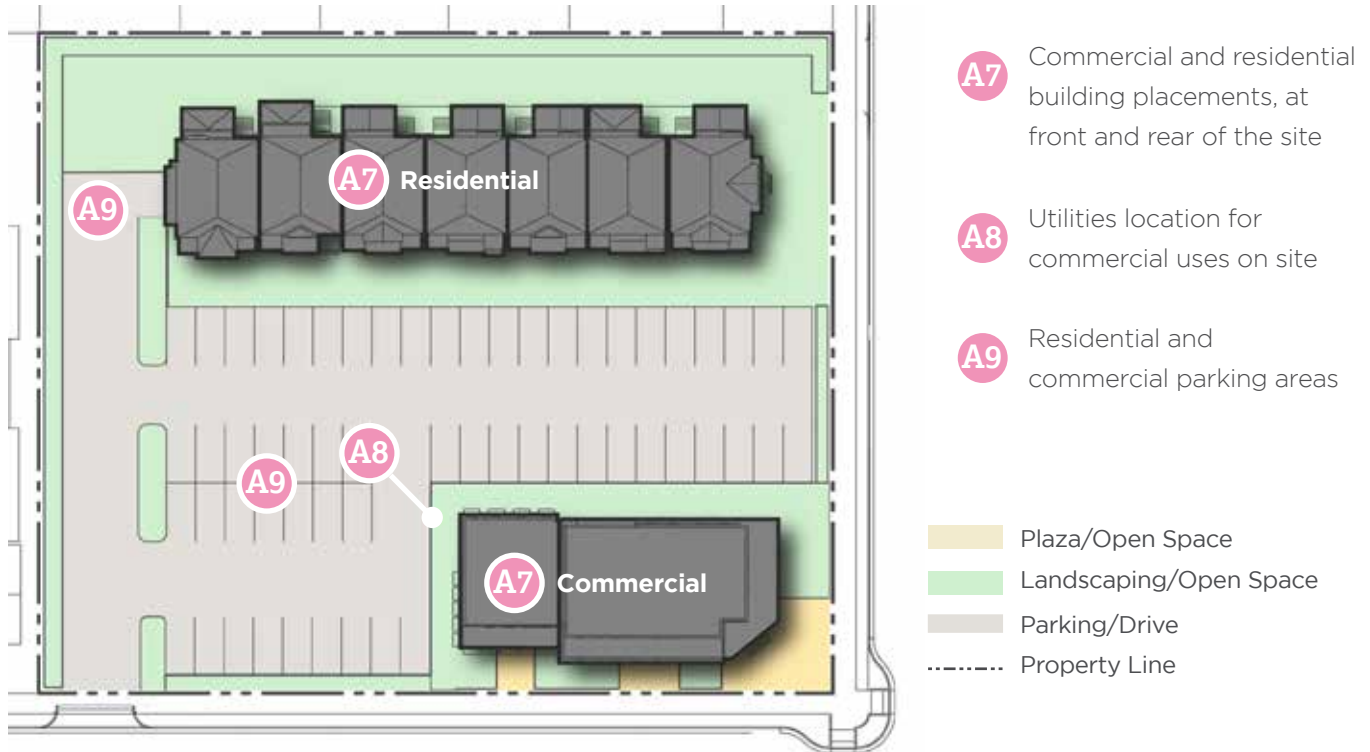 A7 Residential
A9
A8
A9
A7 Commercial
A7
Commercial and residential
building placements, at
front and rear of the site
A8
Utilities location for
commercial uses on site
A9
Residential and
commercial parking areas
Plaza/Open Space
Landscaping/Open Space
Parking/Drive
Property Line